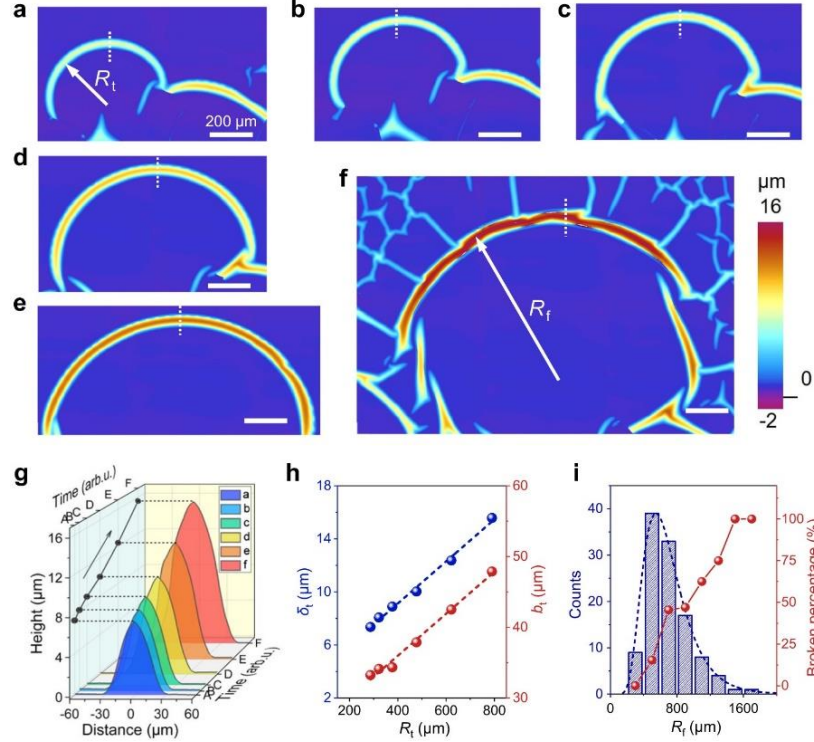 a
R_t
200 µm
b
c
d
e
f
R_f
µm
16
0
-2
g
Time (arb.u.)
A B C D E F
a
b
c
d
e
f
Height (µm)
16
12
8
4
0
-60 -30 0 30 60
Distance (µm)
A B C D E F
Time (arb.u.)
h
δ_t (µm)
18
14
10
6
2
200 400 600 800
R_t (µm)
60
50
40
30
b_t (µm)
i
Counts
40
30
20
10
0
0 800 1600
R_f (µm)
100
75
50
25
0
Broken percentage (%)